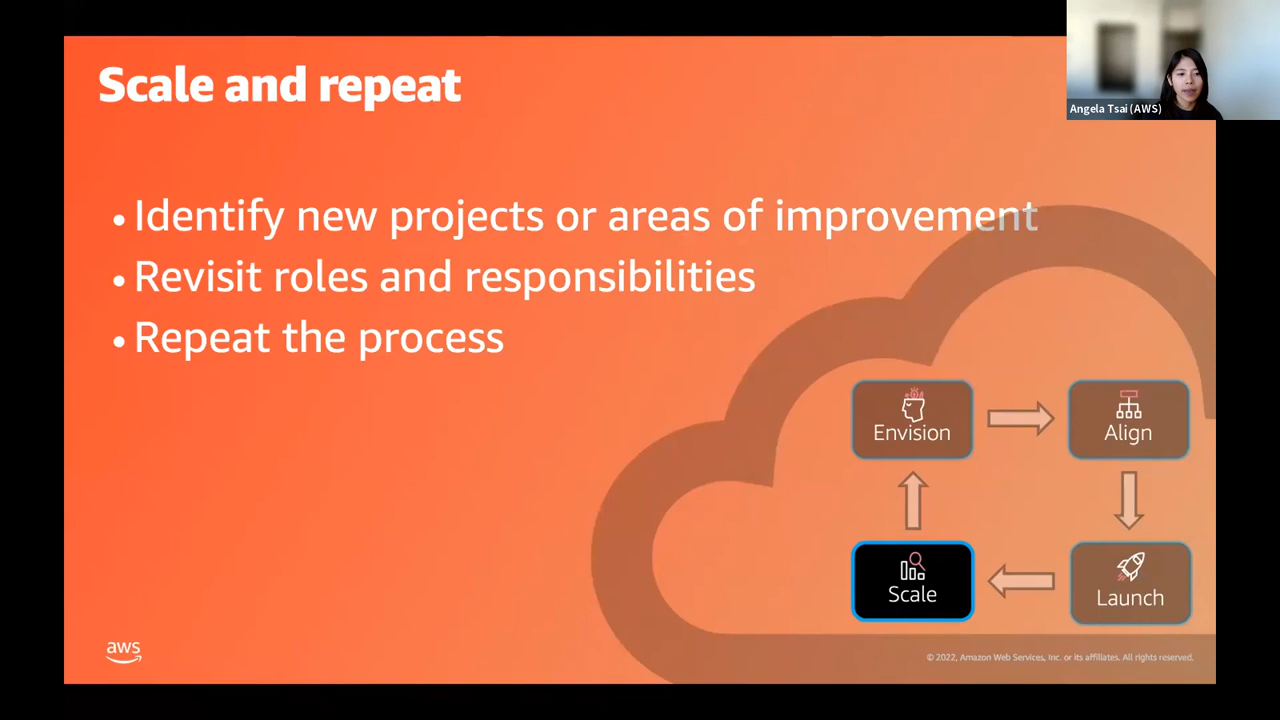 Scale and repeat
Angela Tsai (AWS)
• Identify new projects or areas of improvement
• Revisit roles and responsibilities
• Repeat the process
Envision
Align
Scale
Launch
aws
© 2022, Amazon Web Services, Inc. or its affiliates. All rights reserved.